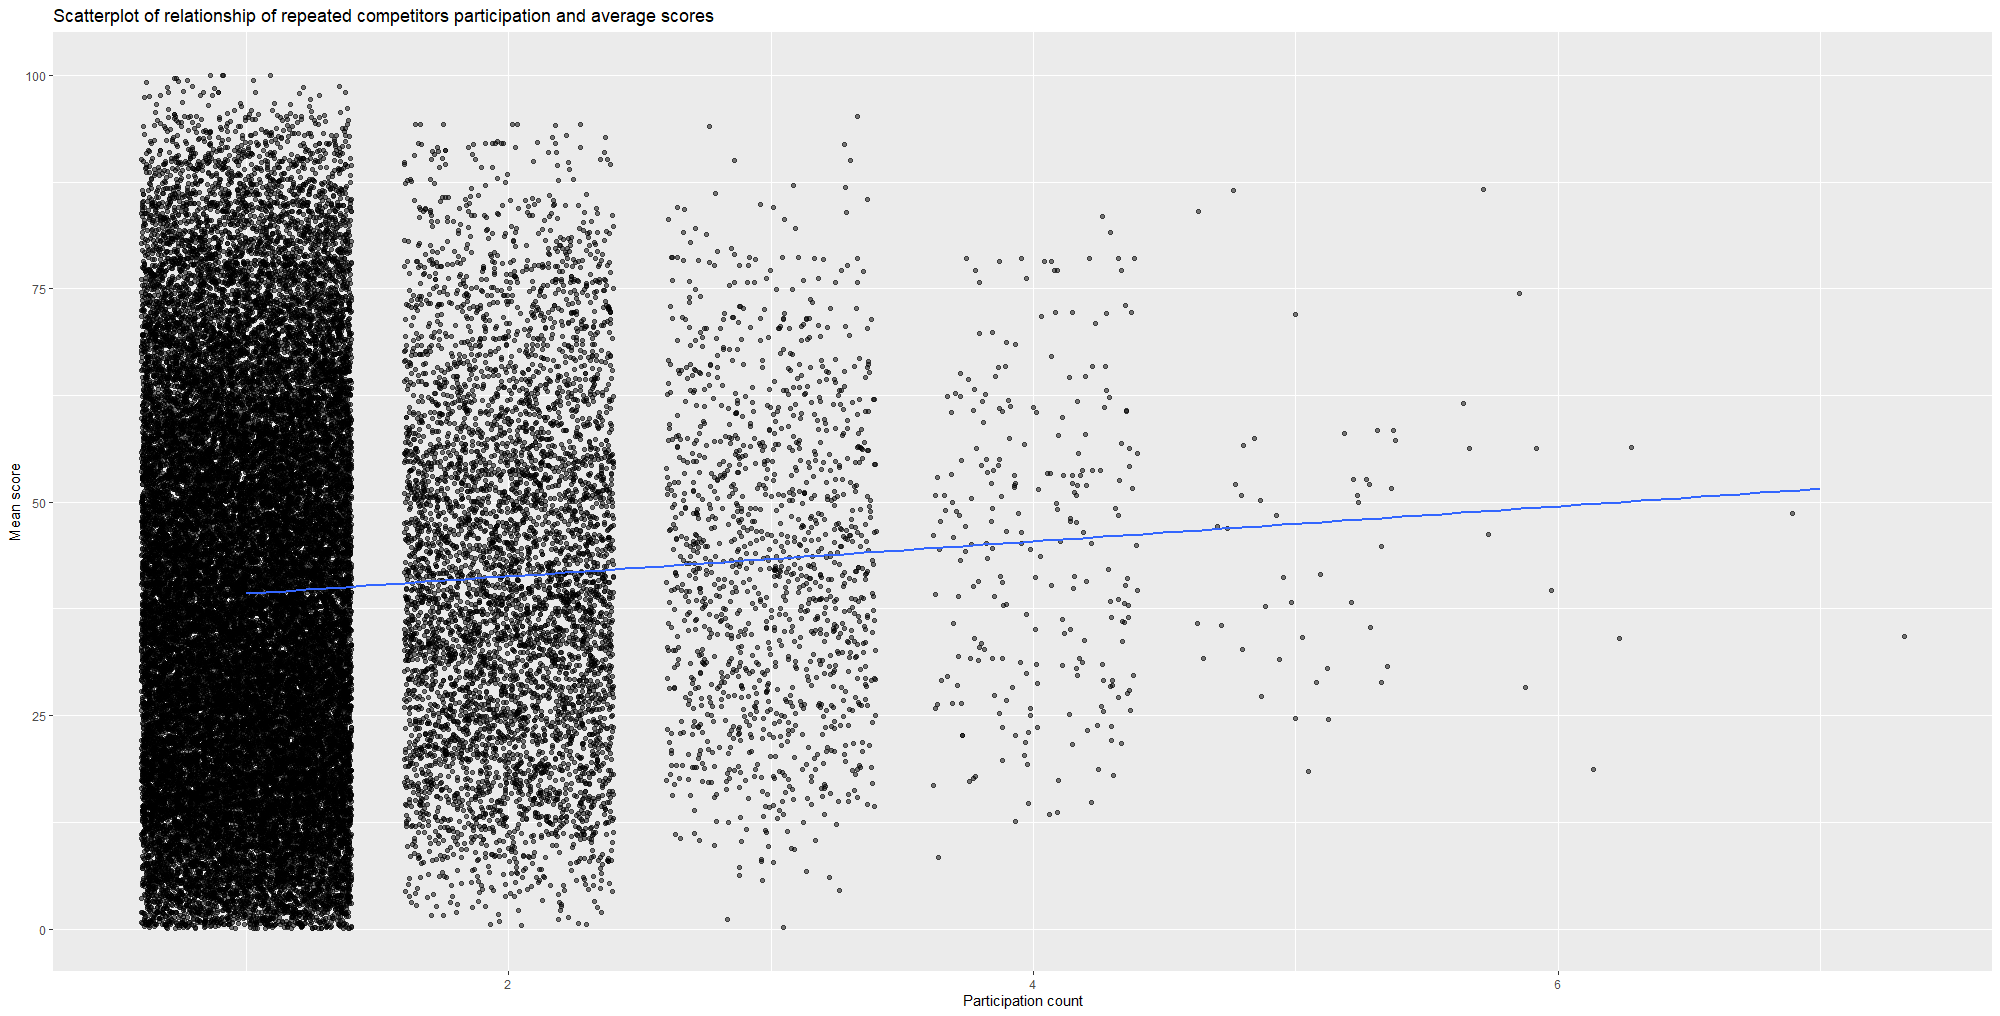 Scatterplot of relationship of repeated competitors participation and average scores
100
75
50
25
0
Mean score
2
4
6
Participation count